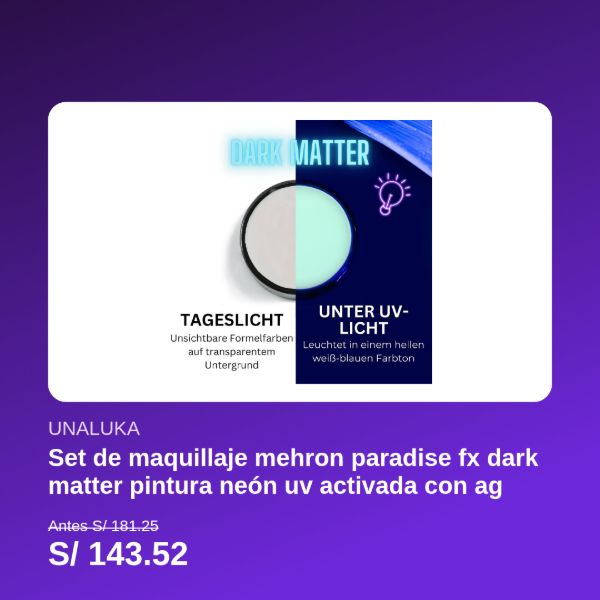 DARK MATTER
TAGESLICHT
Unsichtbare Formelfarben
auf transparentem
Untergrund
UNTER UV-
LICHT
Leuchtet in einem hellen
weiß-blauen Farbton
UNALUKA
Set de maquillaje mehron paradise fx dark
matter pintura neón uv activada con ag
Antes S/ 181.25
S/ 143.52